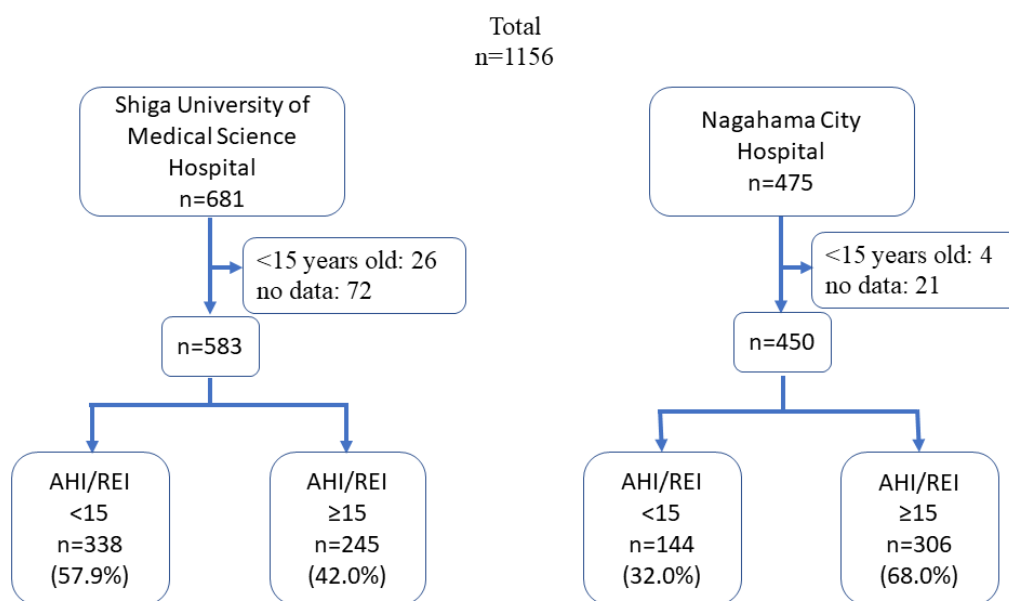 Total
n=1156
Shiga University of
Medical Science
Hospital
n=681
Nagahama City
Hospital
n=475
<15 years old: 26
no data: 72
<15 years old: 4
no data: 21
n=583
n=450
AHI/REI
<15
n=338
(57.9%)
AHI/REI
≥15
n=245
(42.0%)
AHI/REI
<15
n=144
(32.0%)
AHI/REI
≥15
n=306
(68.0%)